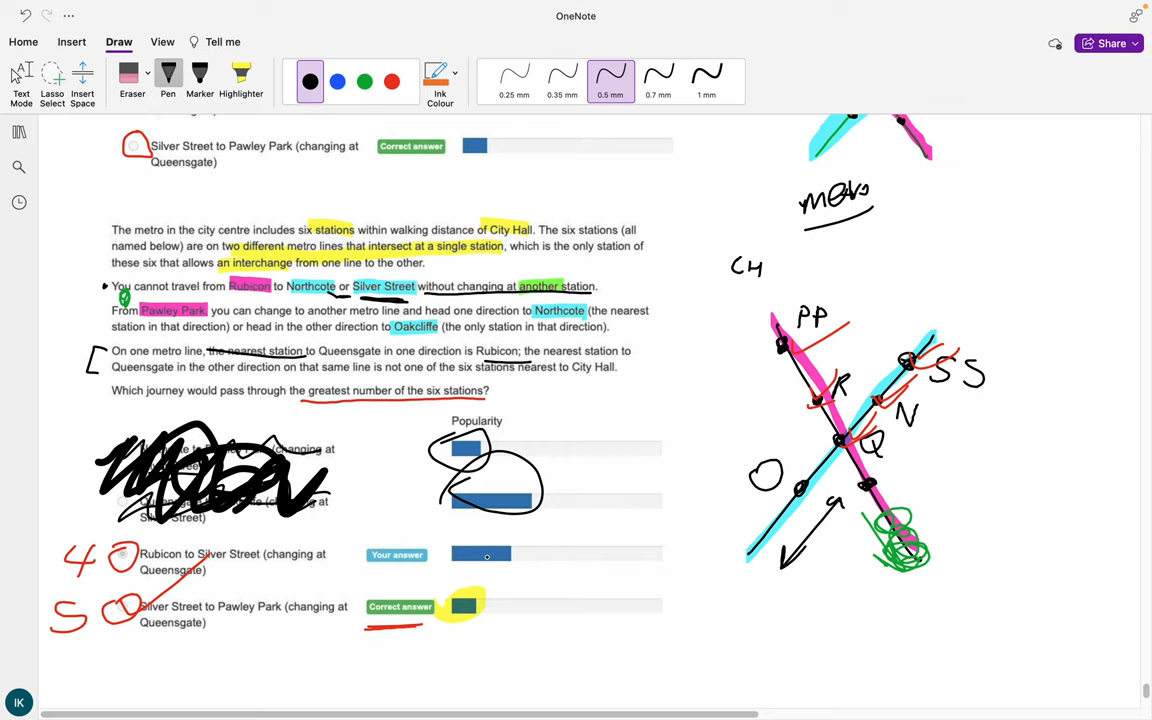 OneNote
Home Insert Draw View Tell me
Share
Text Mode
Lasso Select
Insert Space
Eraser
Pen
Marker
Highlighter
Ink Colour
0.25 mm
0.35 mm
0.5 mm
0.7 mm
1 mm
Silver Street to Pawley Park (changing at
Queensgate)
Correct answer
The metro in the city centre includes six stations within walking distance of City Hall. The six stations (all
named below) are on two different metro lines that intersect at a single station, which is the only station of
these six that allows an interchange from one line to the other.
You cannot travel from Rubicon to Northcote or Silver Street without changing at another station.
From Pawley Park you can change to another metro line and head one direction to Northcote (the nearest
station in that direction) or head in the other direction to Oakcliffe (the only station in that direction).
On one metro line, the nearest station to Queensgate in one direction is Rubicon; the nearest station to
Queensgate in the other direction on that same line is not one of the six stations nearest to City Hall.
Which journey would pass through the greatest number of the six stations?
Popularity
(changing at
at
Silver Street)
4
Rubicon to Silver Street (changing at
Queensgate)
Your answer
5
Silver Street to Pawley Park (changing at
Queensgate)
Correct answer
metro
CH
PP
R
SS
N
Q
O
IK